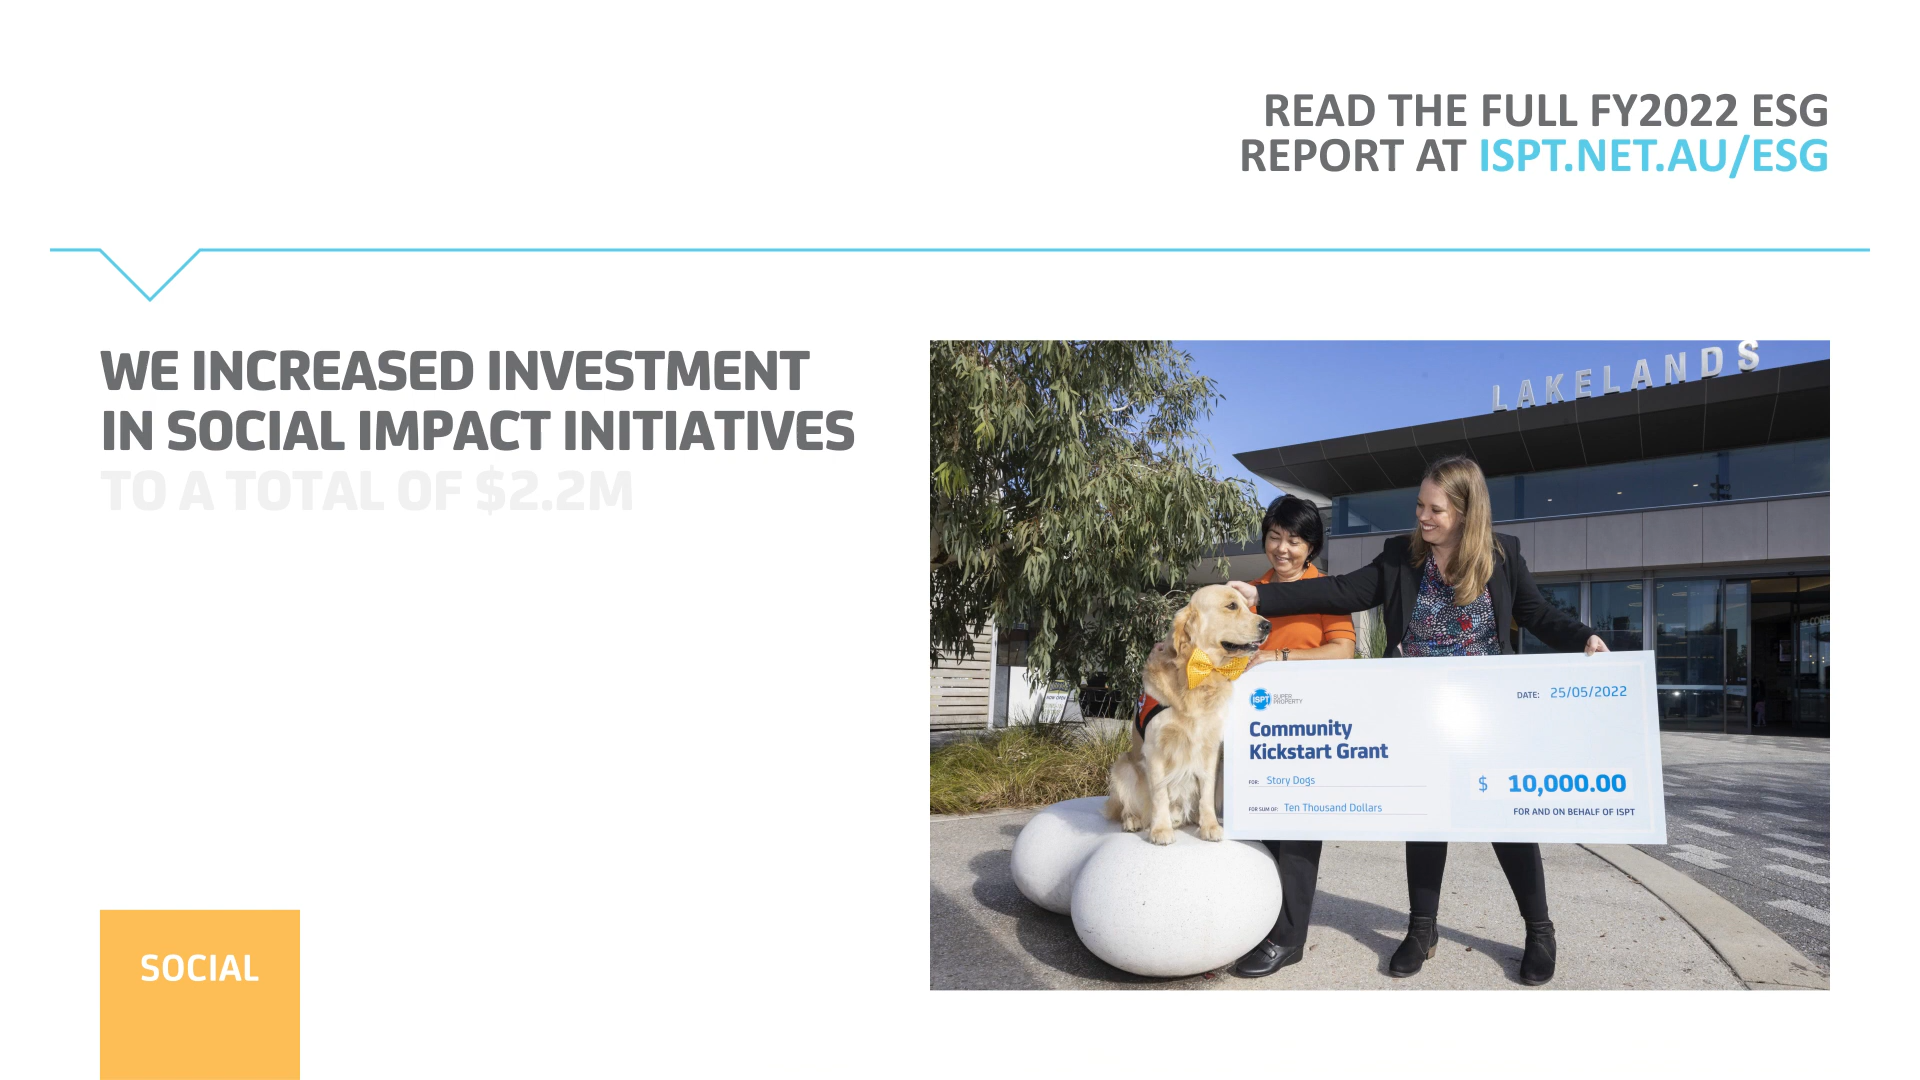 READ THE FULL FY2022 ESG
REPORT AT ISPT.NET.AU/ESG
WE INCREASED INVESTMENT
IN SOCIAL IMPACT INITIATIVES
TO A TOTAL OF $2.2M
LAKELANDS
ISPT SUPER PROPERTY
DATE: 25/05/2022
Community
Kickstart Grant
FOR: Story Dogs
$ 10,000.00
FOR SUM OF: Ten Thousand Dollars
FOR AND ON BEHALF OF ISPT
NOW OPEN
SOCIAL